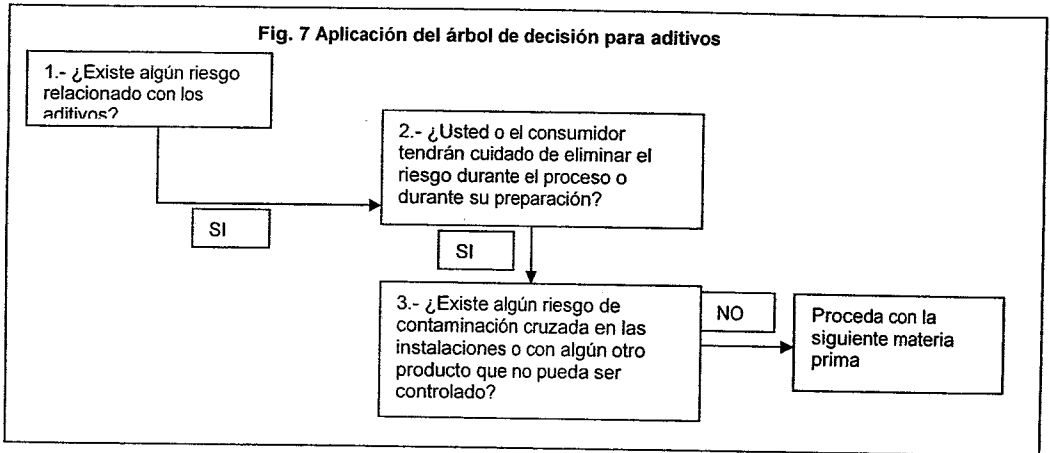 Fig. 7 Aplicación del árbol de decisión para aditivos
1.- ¿Existe algún riesgo
relacionado con los
aditivos?
SI
2.- ¿Usted o el consumidor
tendrán cuidado de eliminar el
riesgo durante el proceso o
durante su preparación?
SI
3.- ¿Existe algún riesgo de
contaminación cruzada en las
instalaciones o con algún otro
producto que no pueda ser
controlado?
NO
Proceda con la
siguiente materia
prima